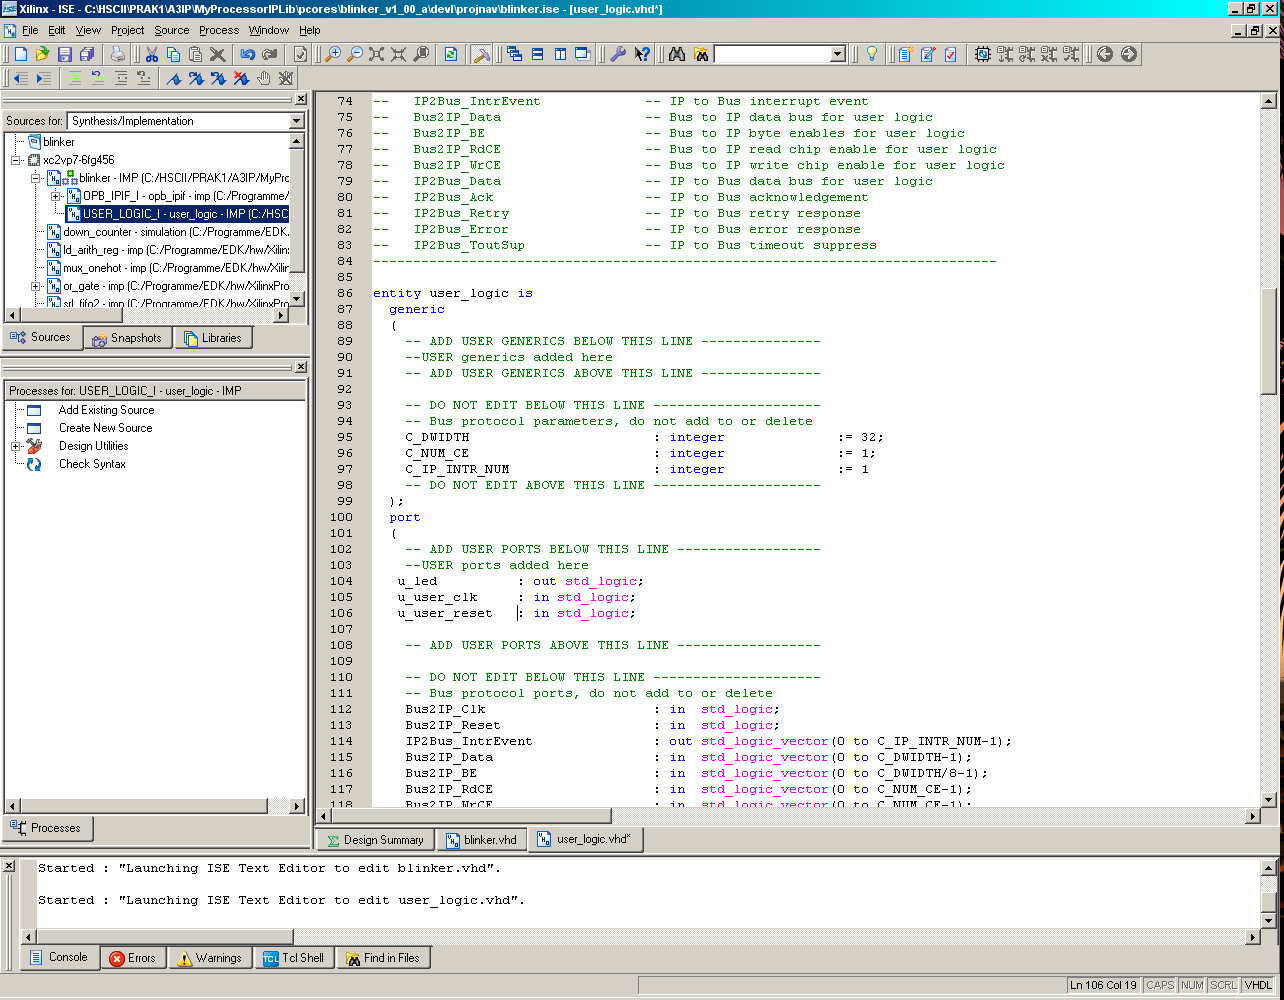 Xilinx - ISE - C:\HSCII\PRAK1\A3IP\MyProcessorIPLib\pcores\blinker_v1_00_a\devl\projnav\blinker.ise - [user_logic.vhd*]
File Edit View Project Source Process Window Help
Sources for: Synthesis/Implementation
blinker
xc2vp7-6fg456
blinker - IMP (C:/HSCII/PRAK1/A3IP/MyPro
OPB_IPIF_I - opb_ipif - imp (C:/Programme/
USER_LOGIC_I - user_logic - IMP (C:/HSC
down_counter - simulation (C:/Programme/EDK.
ld_arith_reg - imp (C:/Programme/EDK/hw/Xilin
mux_onehot - imp (C:/Programme/EDK/hw/Xilin
or_gate - imp (C:/Programme/EDK/hw/XilinxPro
srl_fifo2 - imp (C:/Programme/EDK/hw/XilinxPro
Sources Snapshots Libraries
Processes for: USER_LOGIC_I - user_logic - IMP
Add Existing Source
Create New Source
Design Utilities
Check Syntax
Processes
74 -- IP2Bus_IntrEvent -- IP to Bus interrupt event
75 -- Bus2IP_Data -- Bus to IP data bus for user logic
76 -- Bus2IP_BE -- Bus to IP byte enables for user logic
77 -- Bus2IP_RdCE -- Bus to IP read chip enable for user logic
78 -- Bus2IP_WrCE -- Bus to IP write chip enable for user logic
79 -- IP2Bus_Data -- IP to Bus data bus for user logic
80 -- IP2Bus_Ack -- IP to Bus acknowledgement
81 -- IP2Bus_Retry -- IP to Bus retry response
82 -- IP2Bus_Error -- IP to Bus error response
83 -- IP2Bus_ToutSup -- IP to Bus timeout suppress
84 ------------------------------------------------------------------------------
85
86 entity user_logic is
87 generic
88 (
89 -- ADD USER GENERICS BELOW THIS LINE ---------------
90 --USER generics added here
91 -- ADD USER GENERICS ABOVE THIS LINE ---------------
92
93 -- DO NOT EDIT BELOW THIS LINE ---------------------
94 -- Bus protocol parameters, do not add to or delete
95 C_DWIDTH : integer := 32;
96 C_NUM_CE : integer := 1;
97 C_IP_INTR_NUM : integer := 1
98 -- DO NOT EDIT ABOVE THIS LINE ---------------------
99 );
100 port
101 (
102 -- ADD USER PORTS BELOW THIS LINE ------------------
103 --USER ports added here
104 u_led : out std_logic;
105 u_user_clk : in std_logic;
106 u_user_reset : in std_logic;
107
108 -- ADD USER PORTS ABOVE THIS LINE ------------------
109
110 -- DO NOT EDIT BELOW THIS LINE ---------------------
111 -- Bus protocol ports, do not add to or delete
112 Bus2IP_Clk : in std_logic;
113 Bus2IP_Reset : in std_logic;
114 IP2Bus_IntrEvent : out std_logic_vector(0 to C_IP_INTR_NUM-1);
115 Bus2IP_Data : in std_logic_vector(0 to C_DWIDTH-1);
116 Bus2IP_BE : in std_logic_vector(0 to C_DWIDTH/8-1);
117 Bus2IP_RdCE : in std_logic_vector(0 to C_NUM_CE-1);
118 Bus2IP_WrCE : in std_logic_vector(0 to C_NUM_CE-1);
Design Summary blinker.vhd user_logic.vhd*
Started : "Launching ISE Text Editor to edit blinker.vhd".
Started : "Launching ISE Text Editor to edit user_logic.vhd".
Console Errors Warnings TCL Tcl Shell Find in Files
Ln 106 Col 19 CAPS NUM SCRL VHDL